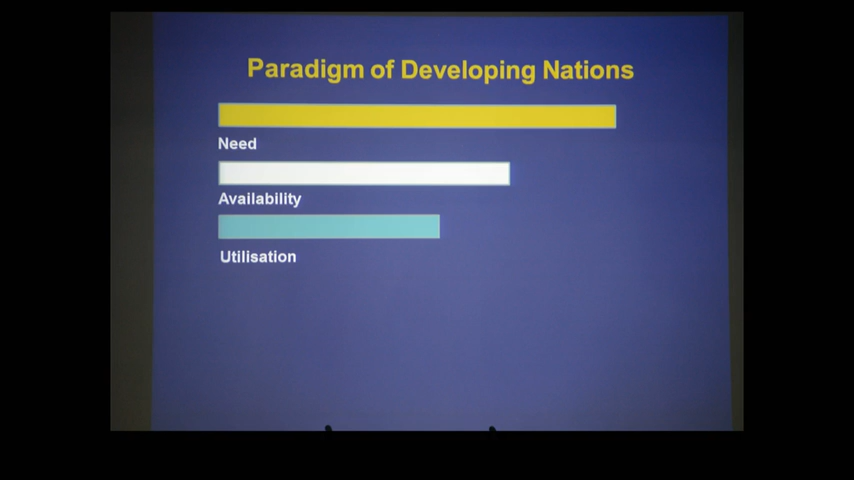 Paradigm of Developing Nations
Need
Availability
Utilisation